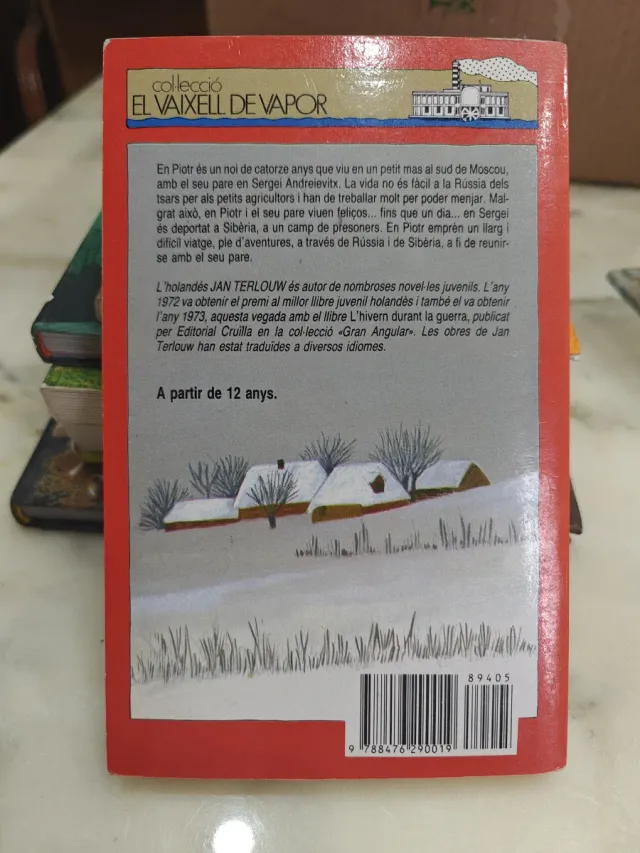 col·lecció
EL VAIXELL DE VAPOR
En Piotr és un noi de catorze anys que viu en un petit mas al sud de Moscou,
amb el seu pare en Sergei Andreievitx. La vida no és fàcil a la Rússia dels
tsars per als petits agricultors i han de treballar molt per poder menjar. Mal-
grat això, en Piotr i el seu pare viuen feliços... fins que un dia... en Sergei
és deportat a Sibèria, a un camp de presoners. En Piotr emprèn un llarg i
difícil viatge, ple d'aventures, a través de Rússia i de Sibèria, a fi de reunir-
se amb el seu pare.
L'holandés JAN TERLOUW és autor de nombroses novel·les juvenils. L'any
1972 va obtenir el premi al millor llibre juvenil holandès i també el va obtenir
l'any 1973, aquesta vegada amb el llibre L'hivern durant la guerra, publicat
per Editorial Cruïlla en la col·lecció «Gran Angular». Les obres de Jan
Terlouw han estat traduïdes a diversos idiomes.
A partir de 12 anys.
89405
9 788476 290019